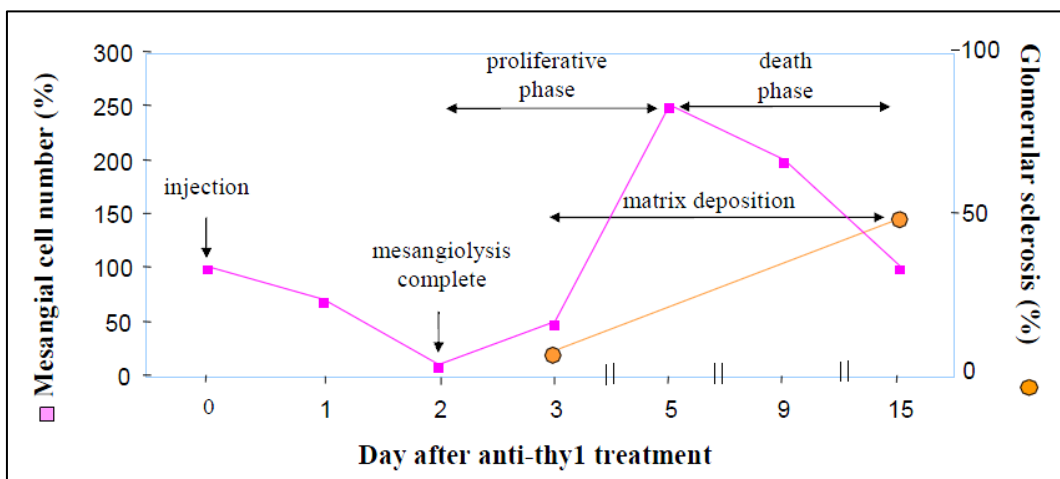 300
250
200
150
100
50
0
Mesangial cell number (%)
100
50
0
Glomerular sclerosis (%)
proliferative
phase
death
phase
injection
matrix deposition
mesangiolysis
complete
0 1 2 3 5 9 15
Day after anti-thy1 treatment